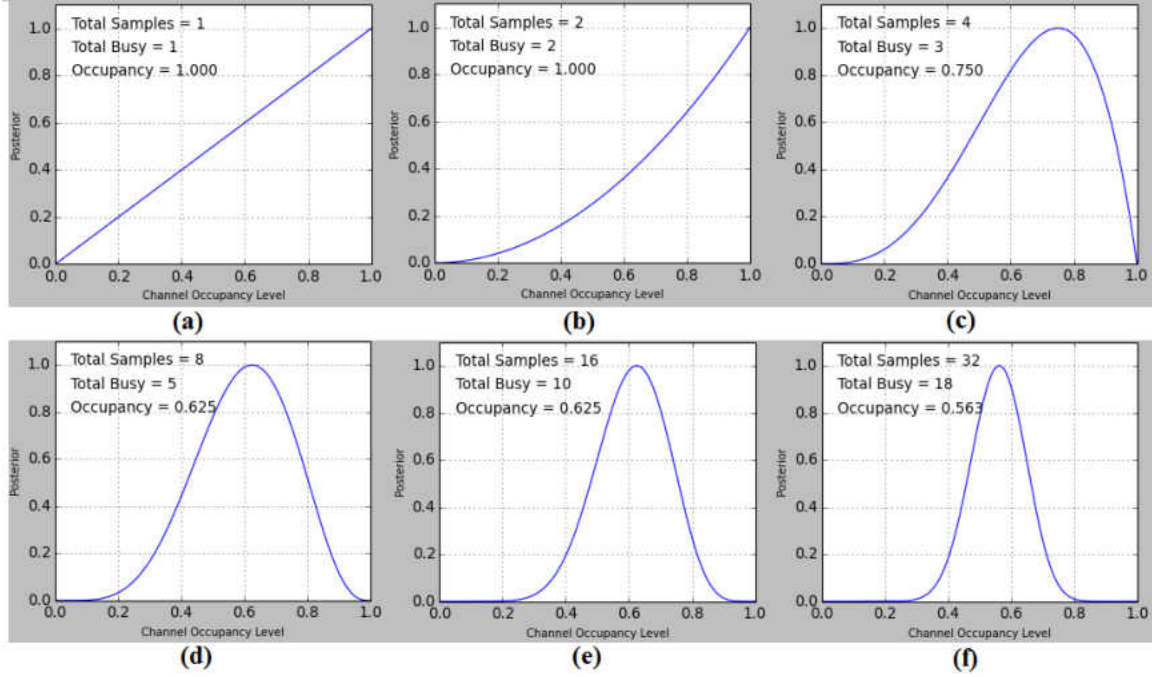 Total Samples = 1
Total Busy = 1
Occupancy = 1.000
Posterior
1.0
0.8
0.6
0.4
0.2
0.0
0.0 0.2 0.4 0.6 0.8 1.0
Channel Occupancy Level
(a)
Total Samples = 2
Total Busy = 2
Occupancy = 1.000
Posterior
1.0
0.8
0.6
0.4
0.2
0.0
0.0 0.2 0.4 0.6 0.8 1.0
Channel Occupancy Level
(b)
Total Samples = 4
Total Busy = 3
Occupancy = 0.750
Posterior
1.0
0.8
0.6
0.4
0.2
0.0
0.0 0.2 0.4 0.6 0.8 1.0
Channel Occupancy Level
(c)
Total Samples = 8
Total Busy = 5
Occupancy = 0.625
Posterior
1.0
0.8
0.6
0.4
0.2
0.0
0.0 0.2 0.4 0.6 0.8 1.0
Channel Occupancy Level
(d)
Total Samples = 16
Total Busy = 10
Occupancy = 0.625
Posterior
1.0
0.8
0.6
0.4
0.2
0.0
0.0 0.2 0.4 0.6 0.8 1.0
Channel Occupancy Level
(e)
Total Samples = 32
Total Busy = 18
Occupancy = 0.563
Posterior
1.0
0.8
0.6
0.4
0.2
0.0
0.0 0.2 0.4 0.6 0.8 1.0
Channel Occupancy Level
(f)